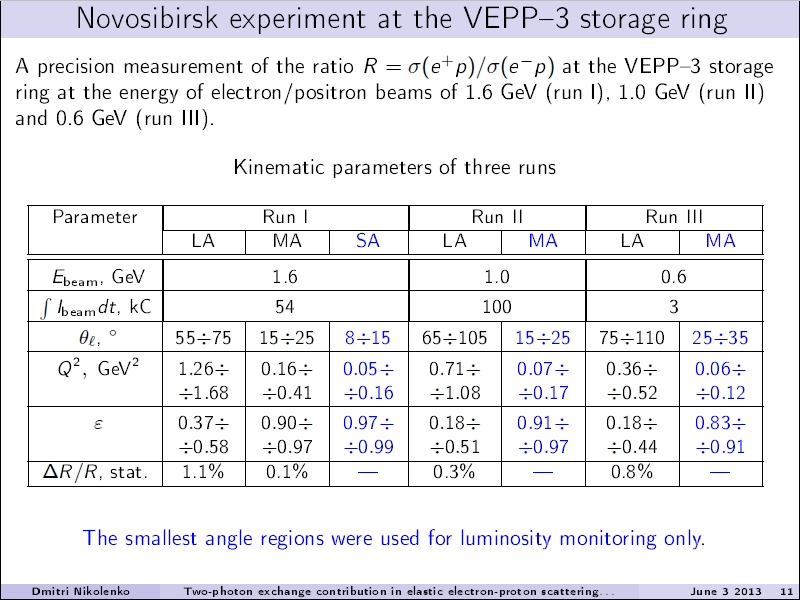 Novosibirsk experiment at the VEPP–3 storage ring
A precision measurement of the ratio R = σ(e⁺p)/σ(e⁻p) at the VEPP–3 storage
ring at the energy of electron/positron beams of 1.6 GeV (run I), 1.0 GeV (run II)
and 0.6 GeV (run III).
Kinematic parameters of three runs
Parameter Run I Run II Run III
LA MA SA LA MA LA MA
E_beam, GeV 1.6 1.0 0.6
∫ I_beam dt, kC 54 100 3
θ_ℓ, ° 55÷75 15÷25 8÷15 65÷105 15÷25 75÷110 25÷35
Q², GeV² 1.26÷ 0.16÷ 0.05÷ 0.71÷ 0.07÷ 0.36÷ 0.06÷
÷1.68 ÷0.41 ÷0.16 ÷1.08 ÷0.17 ÷0.52 ÷0.12
ε 0.37÷ 0.90÷ 0.97÷ 0.18÷ 0.91÷ 0.18÷ 0.83÷
÷0.58 ÷0.97 ÷0.99 ÷0.51 ÷0.97 ÷0.44 ÷0.91
ΔR/R, stat. 1.1% 0.1% — 0.3% — 0.8% —
The smallest angle regions were used for luminosity monitoring only.
Dmitri Nikolenko Two-photon exchange contribution in elastic electron-proton scattering... June 3 2013 11